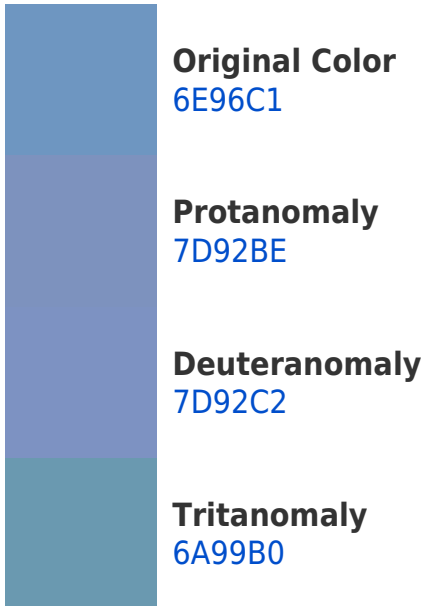 Original Color
6E96C1
Protanomaly
7D92BE
Deuteranomaly
7D92C2
Tritanomaly
6A99B0